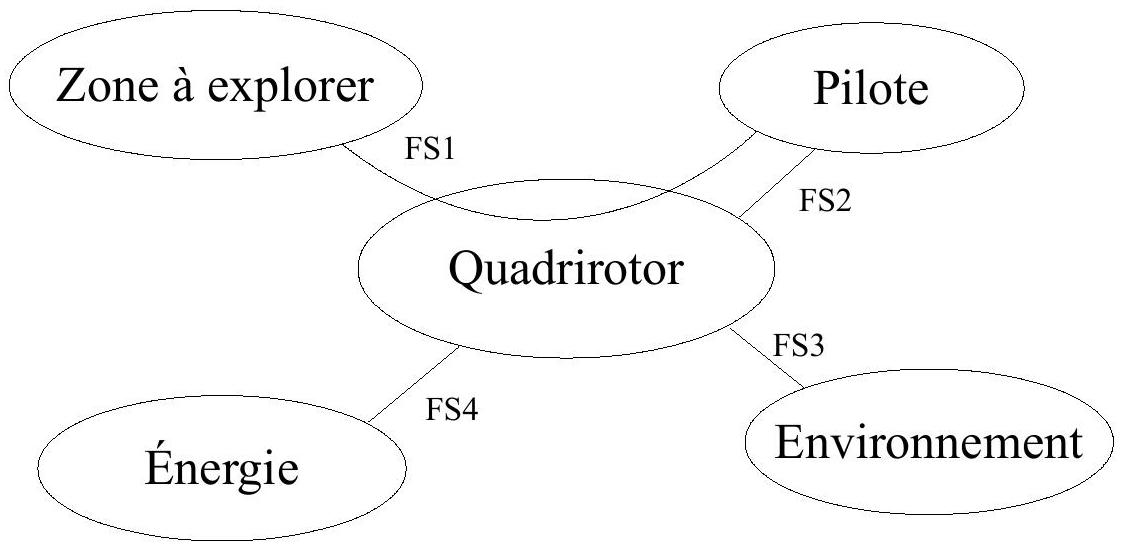 Zone à explorer
Pilote
FS1
FS2
Quadrirotor
FS3
FS4
Environnement
Énergie